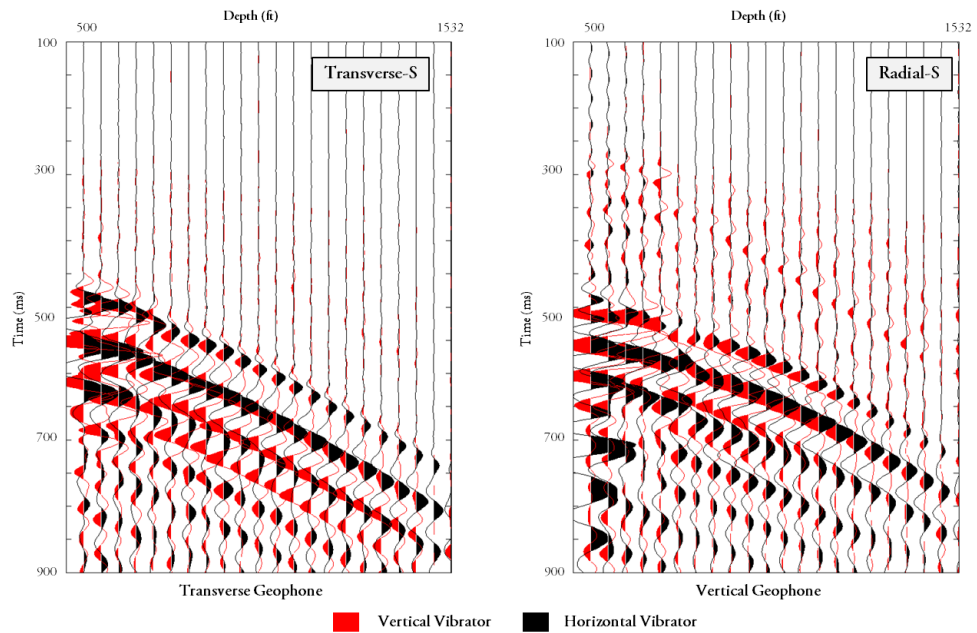 Depth (ft)
500 1532
100
300
500
700
900
Time (ms)
Transverse-S
Transverse Geophone
Depth (ft)
500 1532
100
300
500
700
900
Time (ms)
Radial-S
Vertical Geophone
Vertical Vibrator Horizontal Vibrator